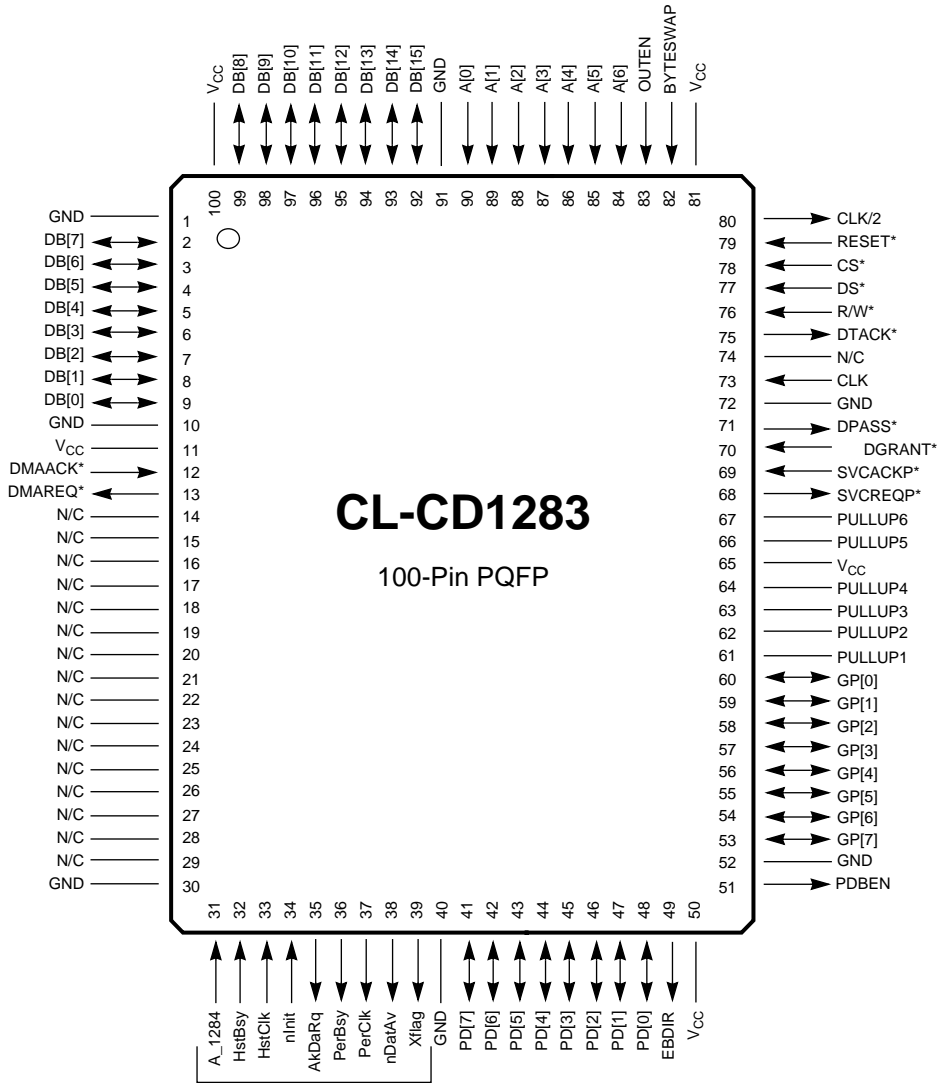 VCC
DB[8]
DB[9]
DB[10]
DB[11]
DB[12]
DB[13]
DB[14]
DB[15]
GND
A[0]
A[1]
A[2]
A[3]
A[4]
A[5]
A[6]
OUTEN
BYTESWAP
VCC
100 99 98 97 96 95 94 93 92 91 90 89 88 87 86 85 84 83 82 81
GND 1 80 CLK/2
DB[7] 2 79 RESET*
DB[6] 3 78 CS*
DB[5] 4 77 DS*
DB[4] 5 76 R/W*
DB[3] 6 75 DTACK*
DB[2] 7 74 N/C
DB[1] 8 73 CLK
DB[0] 9 72 GND
GND 10 71 DPASS*
VCC 11 70 DGRANT*
DMAACK* 12 69 SVCACKP*
DMAREQ* 13 68 SVCREQP*
N/C 14 67 PULLUP6
CL-CD1283
N/C 15 66 PULLUP5
N/C 16 65 VCC
100-Pin PQFP
N/C 17 64 PULLUP4
N/C 18 63 PULLUP3
N/C 19 62 PULLUP2
N/C 20 61 PULLUP1
N/C 21 60 GP[0]
N/C 22 59 GP[1]
N/C 23 58 GP[2]
N/C 24 57 GP[3]
N/C 25 56 GP[4]
N/C 26 55 GP[5]
N/C 27 54 GP[6]
N/C 28 53 GP[7]
N/C 29 52 GND
GND 30 51 PDBEN
31 32 33 34 35 36 37 38 39 40 41 42 43 44 45 46 47 48 49 50
A_1284
HstBsy
HstClk
nInit
AkDaRq
PerBsy
PerClk
nDatAv
Xflag
GND
PD[7]
PD[6]
PD[5]
PD[4]
PD[3]
PD[2]
PD[1]
PD[0]
EBDIR
VCC